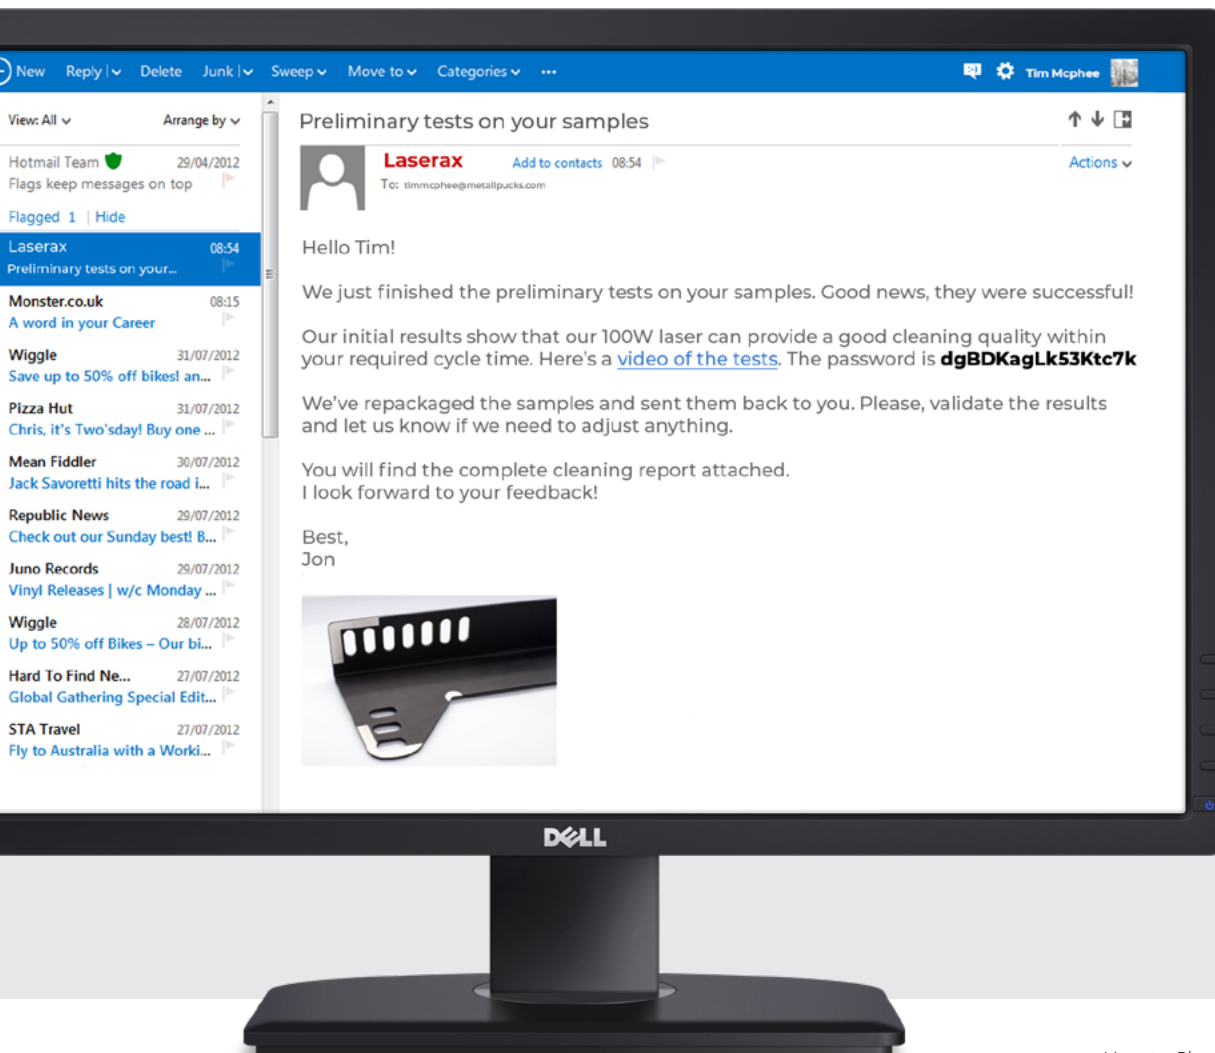 New Reply Delete Junk Sweep Move to Categories ••• Tim Mcphee
View: All Arrange by
Hotmail Team 29/04/2012
Flags keep messages on top
Flagged 1 | Hide
Laserax 08:54
Preliminary tests on your...
Monster.co.uk 08:15
A word in your Career
Wiggle 31/07/2012
Save up to 50% off bikes! an...
Pizza Hut 31/07/2012
Chris, it's Two'sday! Buy one ...
Mean Fiddler 30/07/2012
Jack Savoretti hits the road i...
Republic News 29/07/2012
Check out our Sunday best! B...
Juno Records 29/07/2012
Vinyl Releases | w/c Monday ...
Wiggle 28/07/2012
Up to 50% off Bikes – Our bi...
Hard To Find Ne... 27/07/2012
Global Gathering Special Edit...
STA Travel 27/07/2012
Fly to Australia with a Worki...
Preliminary tests on your samples
Laserax Add to contacts 08:54
Actions
To: timmcphee@metallpucks.com
Hello Tim!
We just finished the preliminary tests on your samples. Good news, they were successful!
Our initial results show that our 100W laser can provide a good cleaning quality within
your required cycle time. Here's a video of the tests. The password is dgBDKagLk53Ktc7k
We've repackaged the samples and sent them back to you. Please, validate the results
and let us know if we need to adjust anything.
You will find the complete cleaning report attached.
I look forward to your feedback!
Best,
Jon
DELL